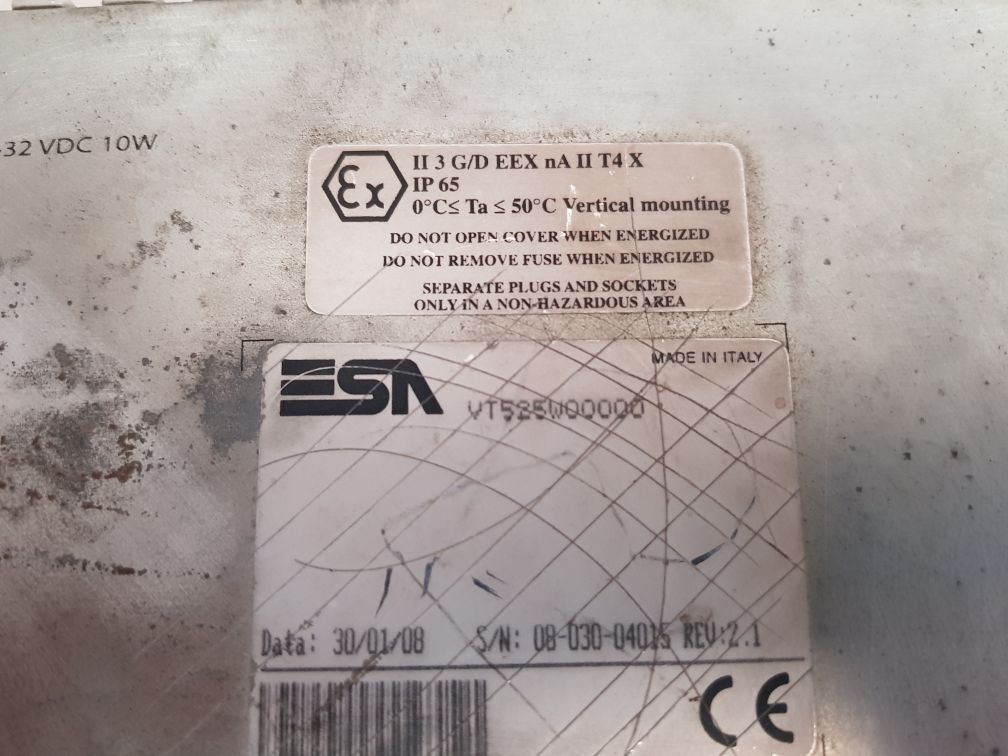 -32 VDC 10W
Ex II 3 G/D EEX nA II T4 X
IP 65
0°C≤ Ta ≤ 50°C Vertical mounting
DO NOT OPEN COVER WHEN ENERGIZED
DO NOT REMOVE FUSE WHEN ENERGIZED
SEPARATE PLUGS AND SOCKETS
ONLY IN A NON-HAZARDOUS AREA
MADE IN ITALY
ESA VT525W00000
Data: 30/01/08 S/N: 08-030-04015 REV:2.1
CE